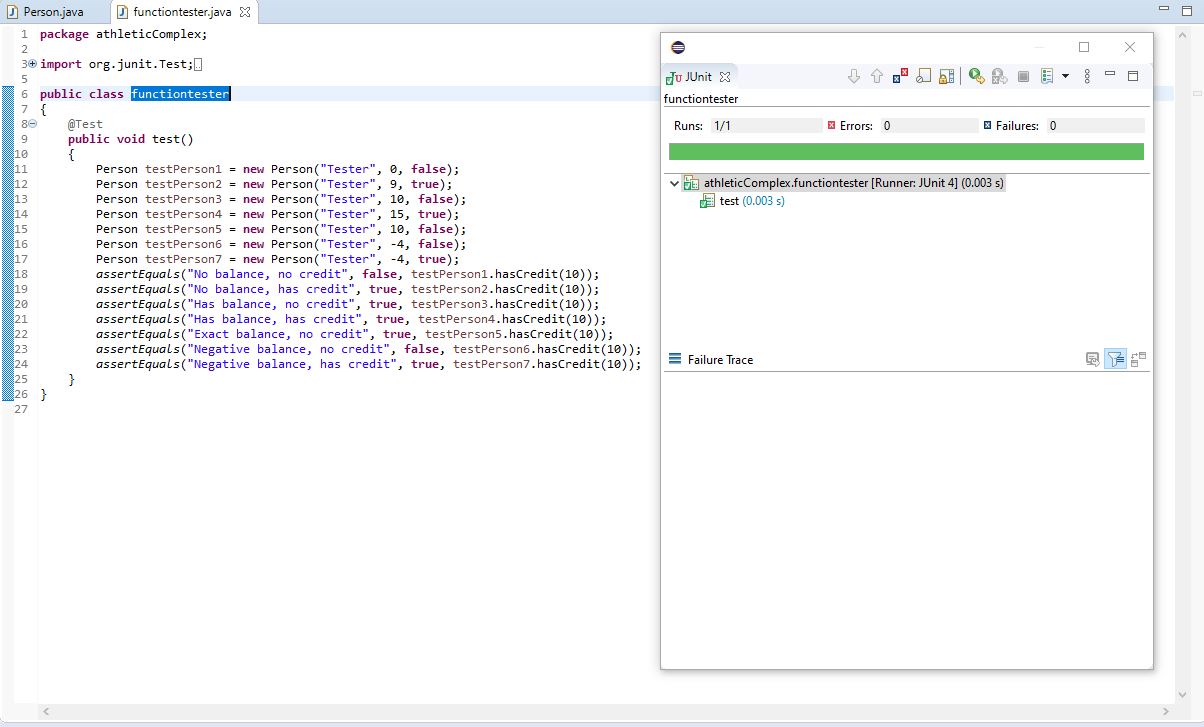 Person.java
functiontester.java
1 package athleticComplex;
2
3 import org.junit.Test;
5
6 public class functiontester
7 {
8 @Test
9 public void test()
10 {
11 Person testPerson1 = new Person("Tester", 0, false);
12 Person testPerson2 = new Person("Tester", 9, true);
13 Person testPerson3 = new Person("Tester", 10, false);
14 Person testPerson4 = new Person("Tester", 15, true);
15 Person testPerson5 = new Person("Tester", 10, false);
16 Person testPerson6 = new Person("Tester", -4, false);
17 Person testPerson7 = new Person("Tester", -4, true);
18 assertEquals("No balance, no credit", false, testPerson1.hasCredit(10));
19 assertEquals("No balance, has credit", true, testPerson2.hasCredit(10));
20 assertEquals("Has balance, no credit", true, testPerson3.hasCredit(10));
21 assertEquals("Has balance, has credit", true, testPerson4.hasCredit(10));
22 assertEquals("Exact balance, no credit", true, testPerson5.hasCredit(10));
23 assertEquals("Negative balance, no credit", false, testPerson6.hasCredit(10));
24 assertEquals("Negative balance, has credit", true, testPerson7.hasCredit(10));
25 }
26 }
27
JUnit
functiontester
Runs: 1/1 Errors: 0 Failures: 0
athleticComplex.functiontester [Runner: JUnit 4] (0.003 s)
test (0.003 s)
Failure Trace